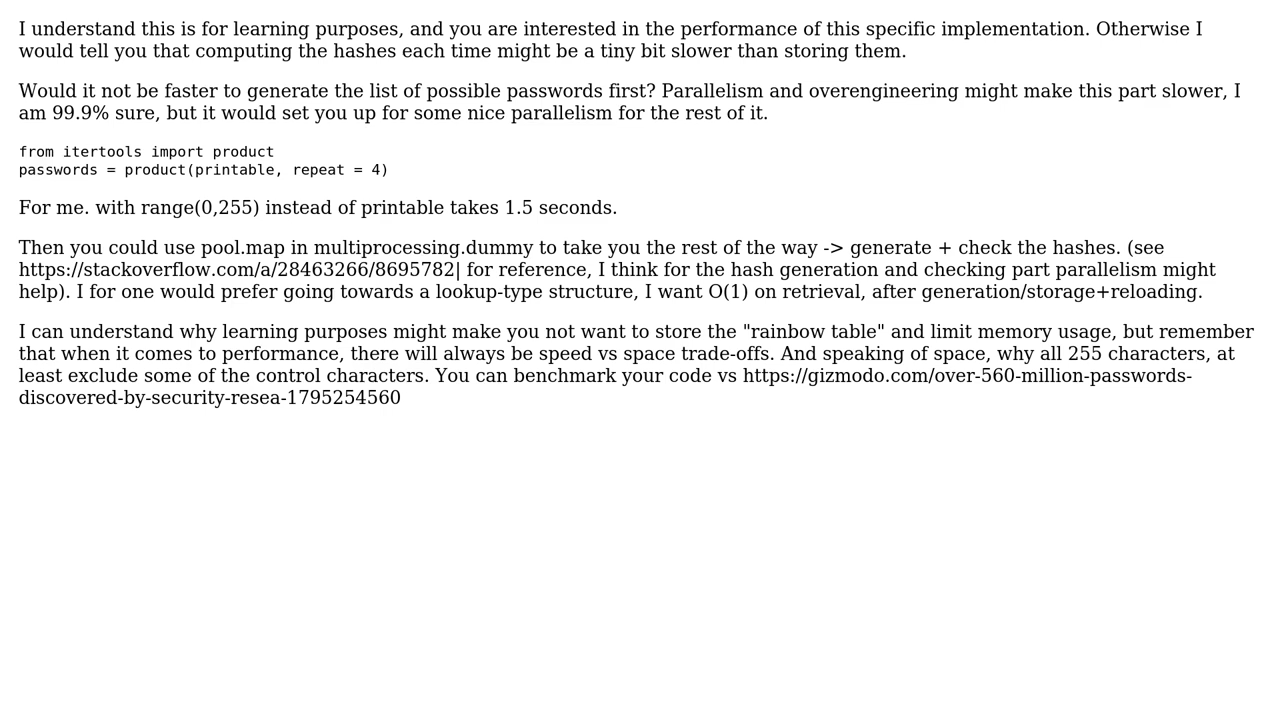 I understand this is for learning purposes, and you are interested in the performance of this specific implementation. Otherwise I
would tell you that computing the hashes each time might be a tiny bit slower than storing them.
Would it not be faster to generate the list of possible passwords first? Parallelism and overengineering might make this part slower, I
am 99.9% sure, but it would set you up for some nice parallelism for the rest of it.
from itertools import product
passwords = product(printable, repeat = 4)
For me. with range(0,255) instead of printable takes 1.5 seconds.
Then you could use pool.map in multiprocessing.dummy to take you the rest of the way -> generate + check the hashes. (see
https://stackoverflow.com/a/28463266/8695782| for reference, I think for the hash generation and checking part parallelism might
help). I for one would prefer going towards a lookup-type structure, I want O(1) on retrieval, after generation/storage+reloading.
I can understand why learning purposes might make you not want to store the "rainbow table" and limit memory usage, but remember
that when it comes to performance, there will always be speed vs space trade-offs. And speaking of space, why all 255 characters, at
least exclude some of the control characters. You can benchmark your code vs https://gizmodo.com/over-560-million-passwords-
discovered-by-security-resea-1795254560